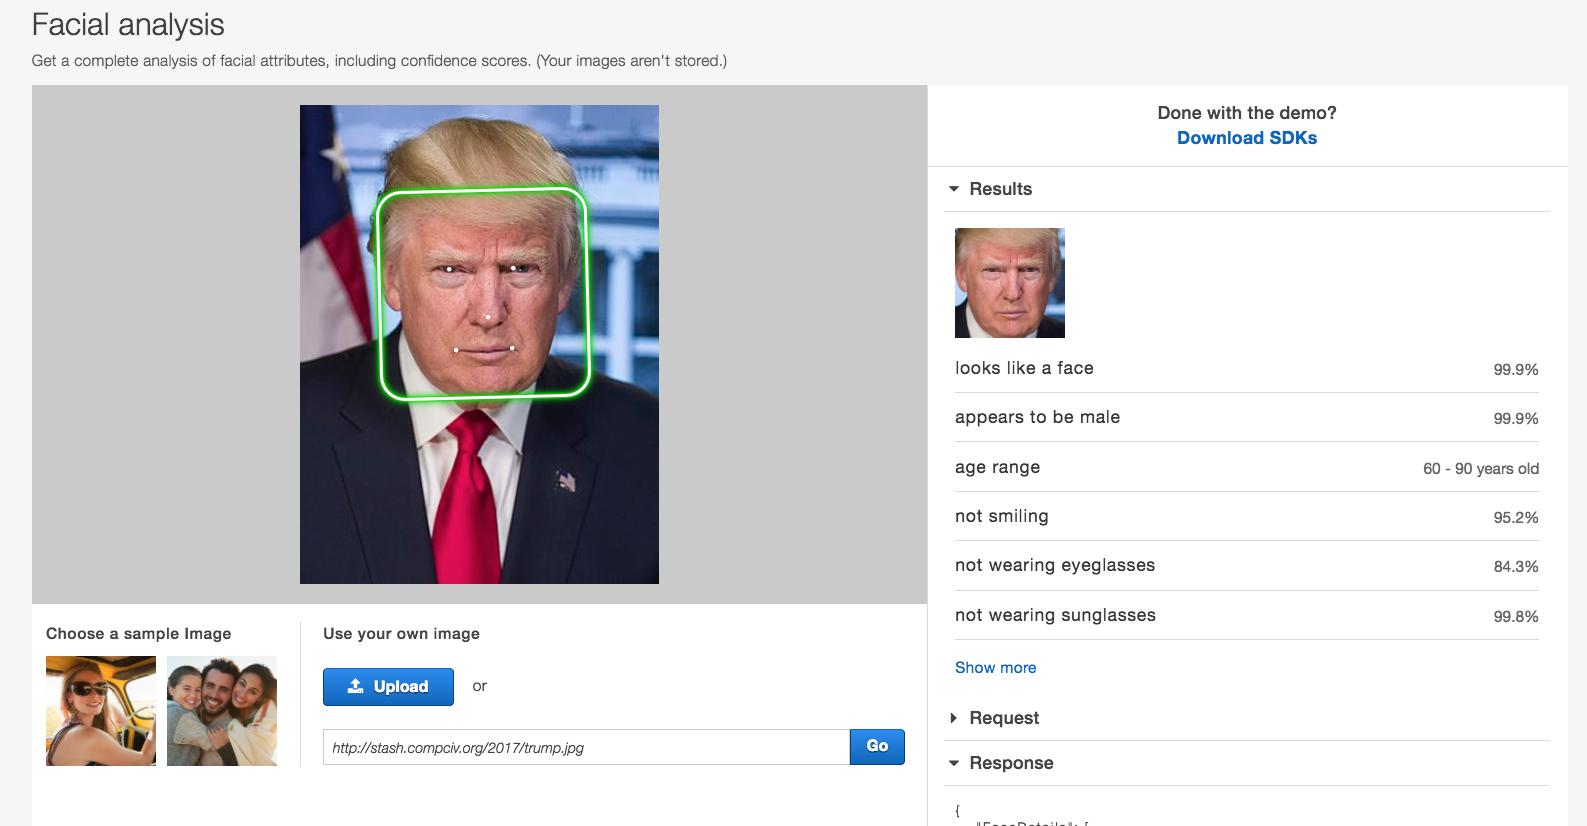 Facial analysis
Get a complete analysis of facial attributes, including confidence scores. (Your images aren't stored.)
Done with the demo?
Download SDKs
Results
looks like a face 99.9%
appears to be male 99.9%
age range 60 - 90 years old
not smiling 95.2%
not wearing eyeglasses 84.3%
not wearing sunglasses 99.8%
Show more
Request
Response
{
"FaceDetails": [
Choose a sample Image
Use your own image
Upload or
http://stash.compciv.org/2017/trump.jpg Go